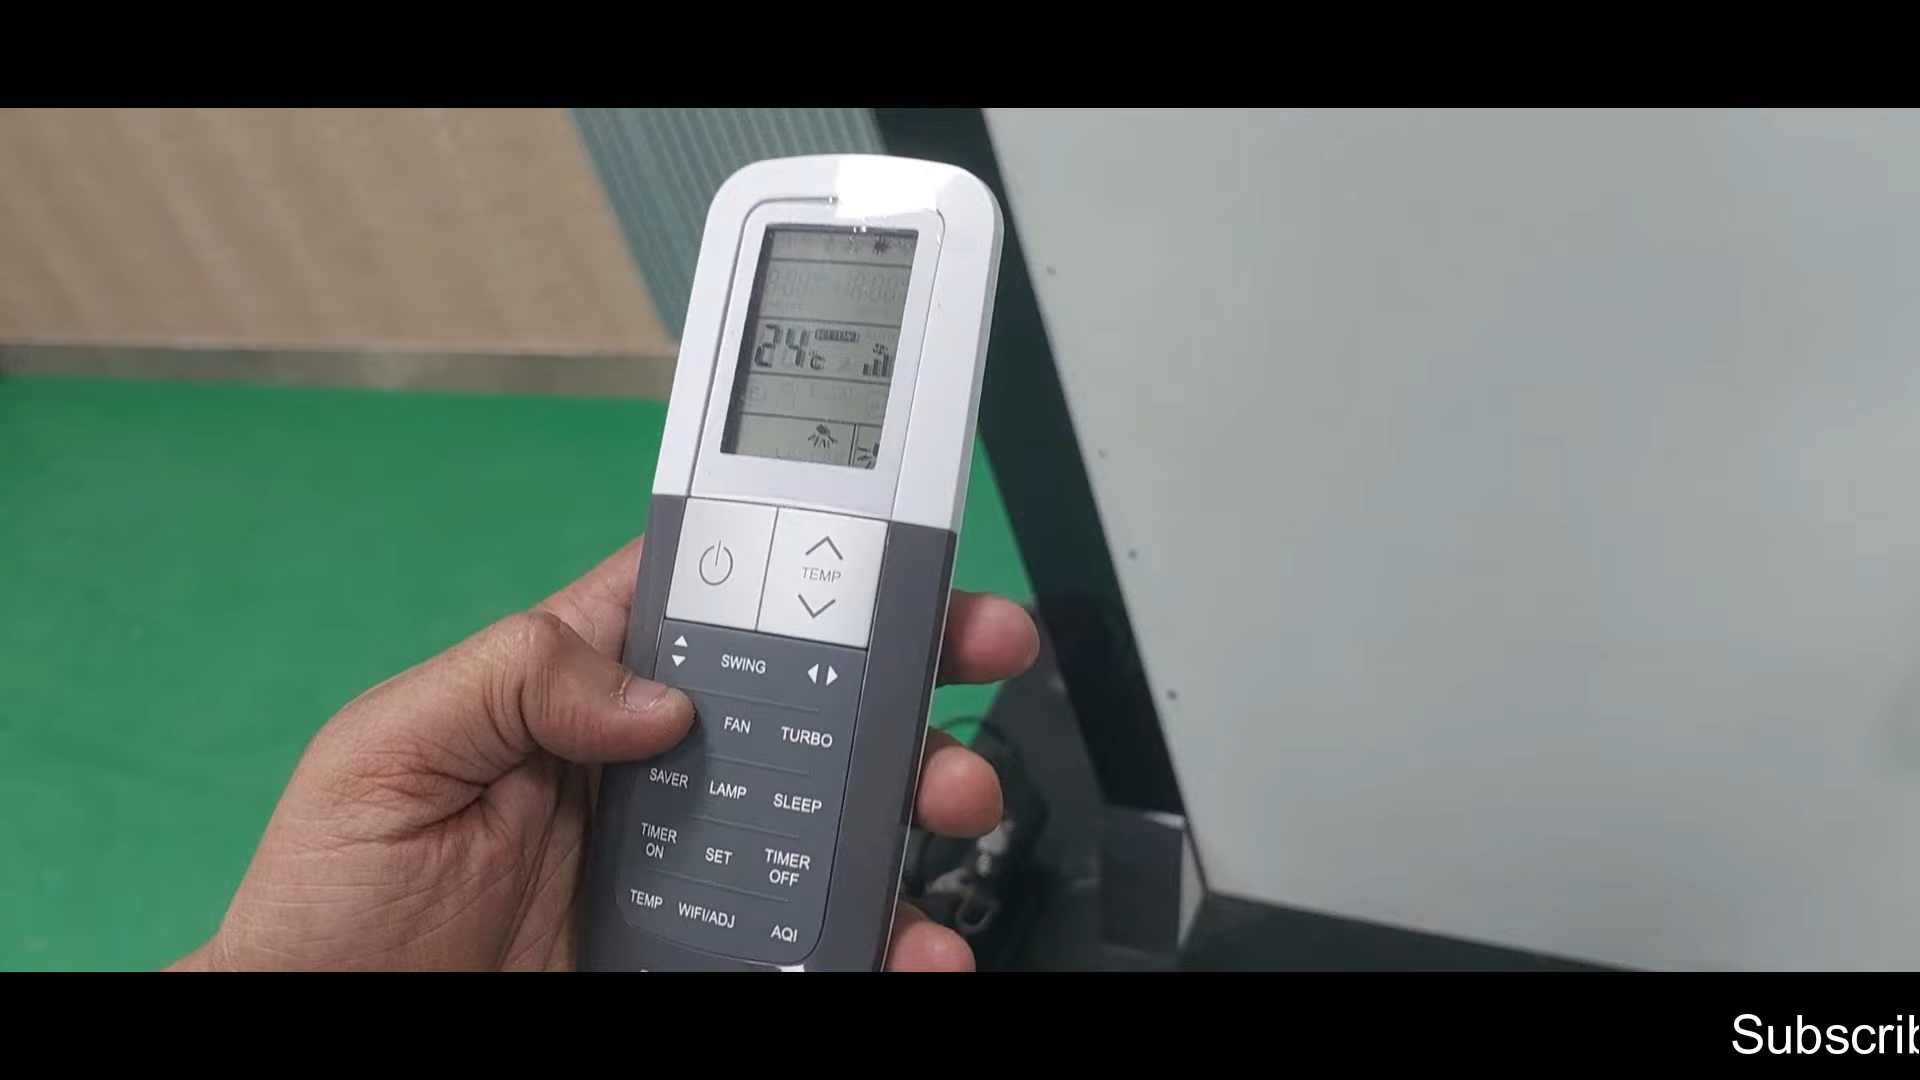 24°C
TEMP
SWING
FAN TURBO
SAVER LAMP SLEEP
TIMER ON SET TIMER OFF
TEMP WIFI/ADJ AQI
Subscrib